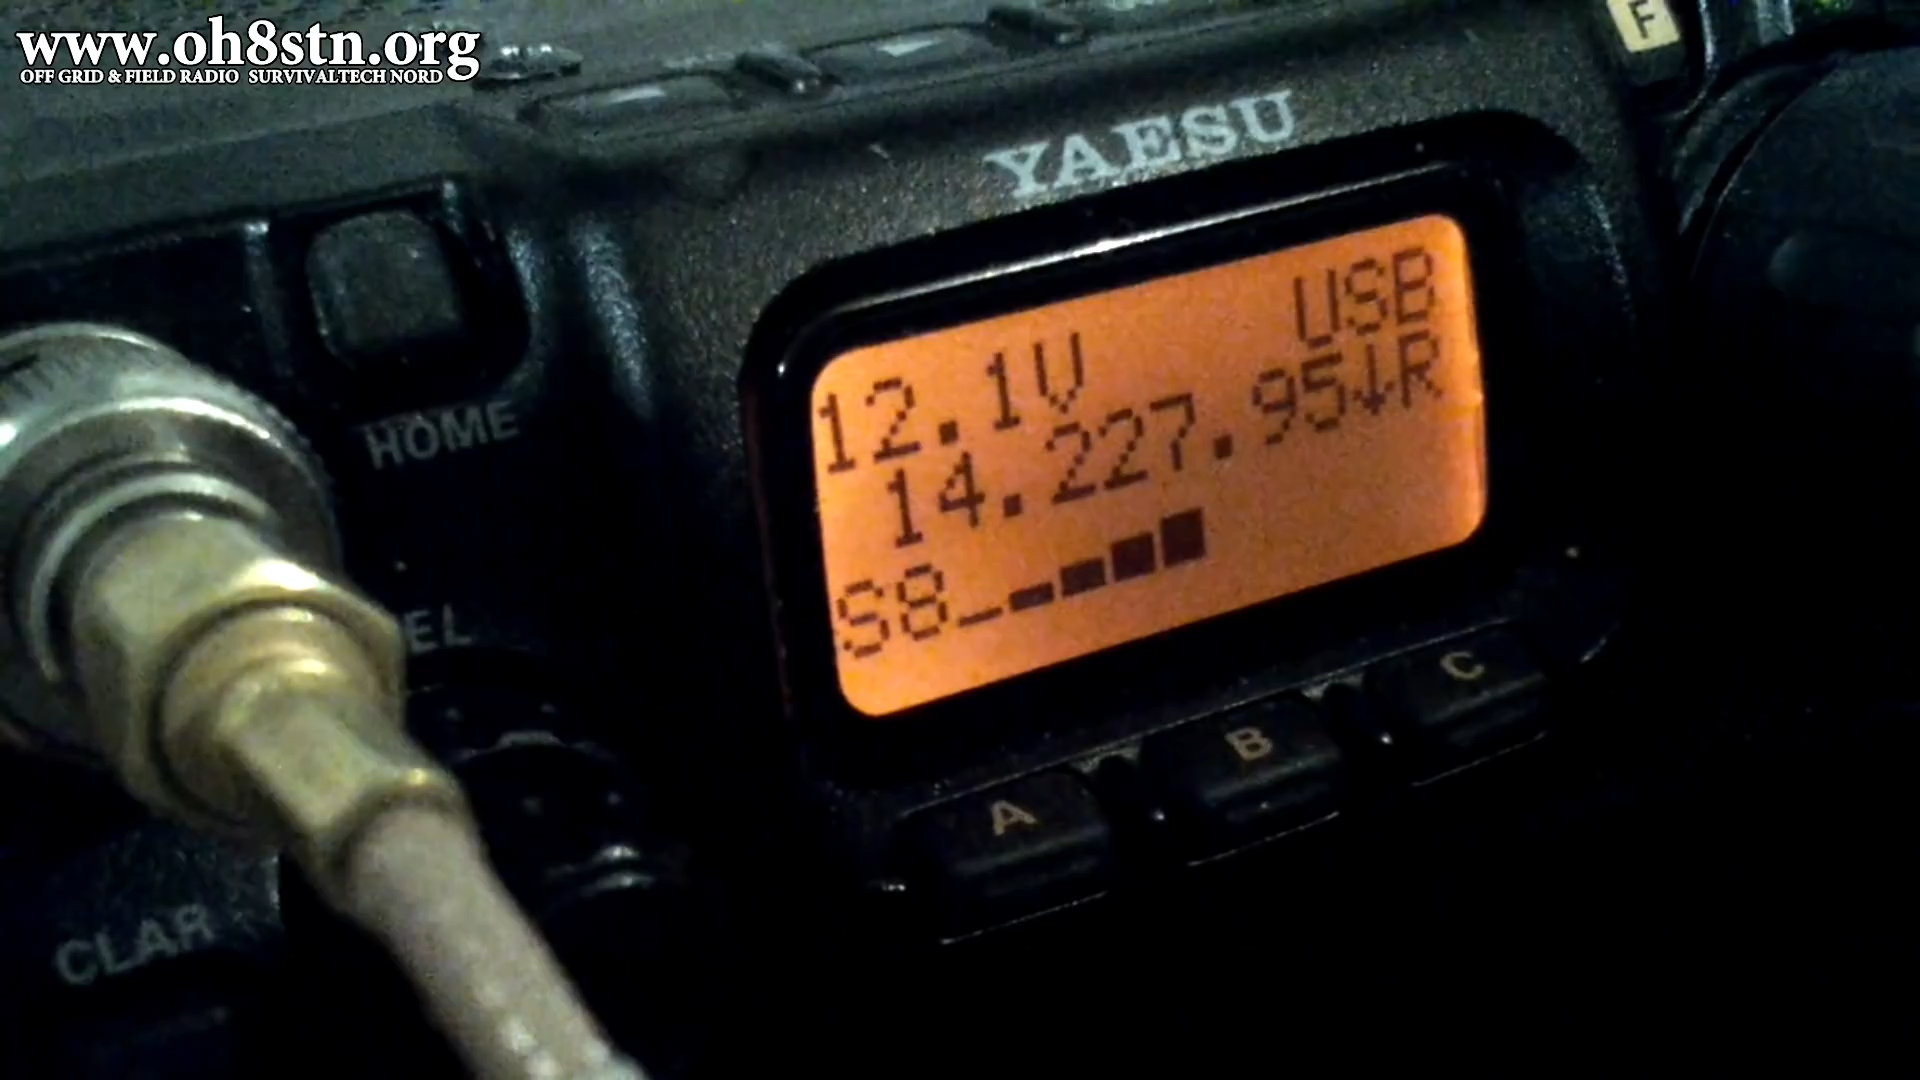 www.oh8stn.org
OFF GRID & FIELD RADIO SURVIVALTECH NORD
F
YAESU
HOME
12.1V USB
14.227.95↓R
S8
EL
A B C
CLAR